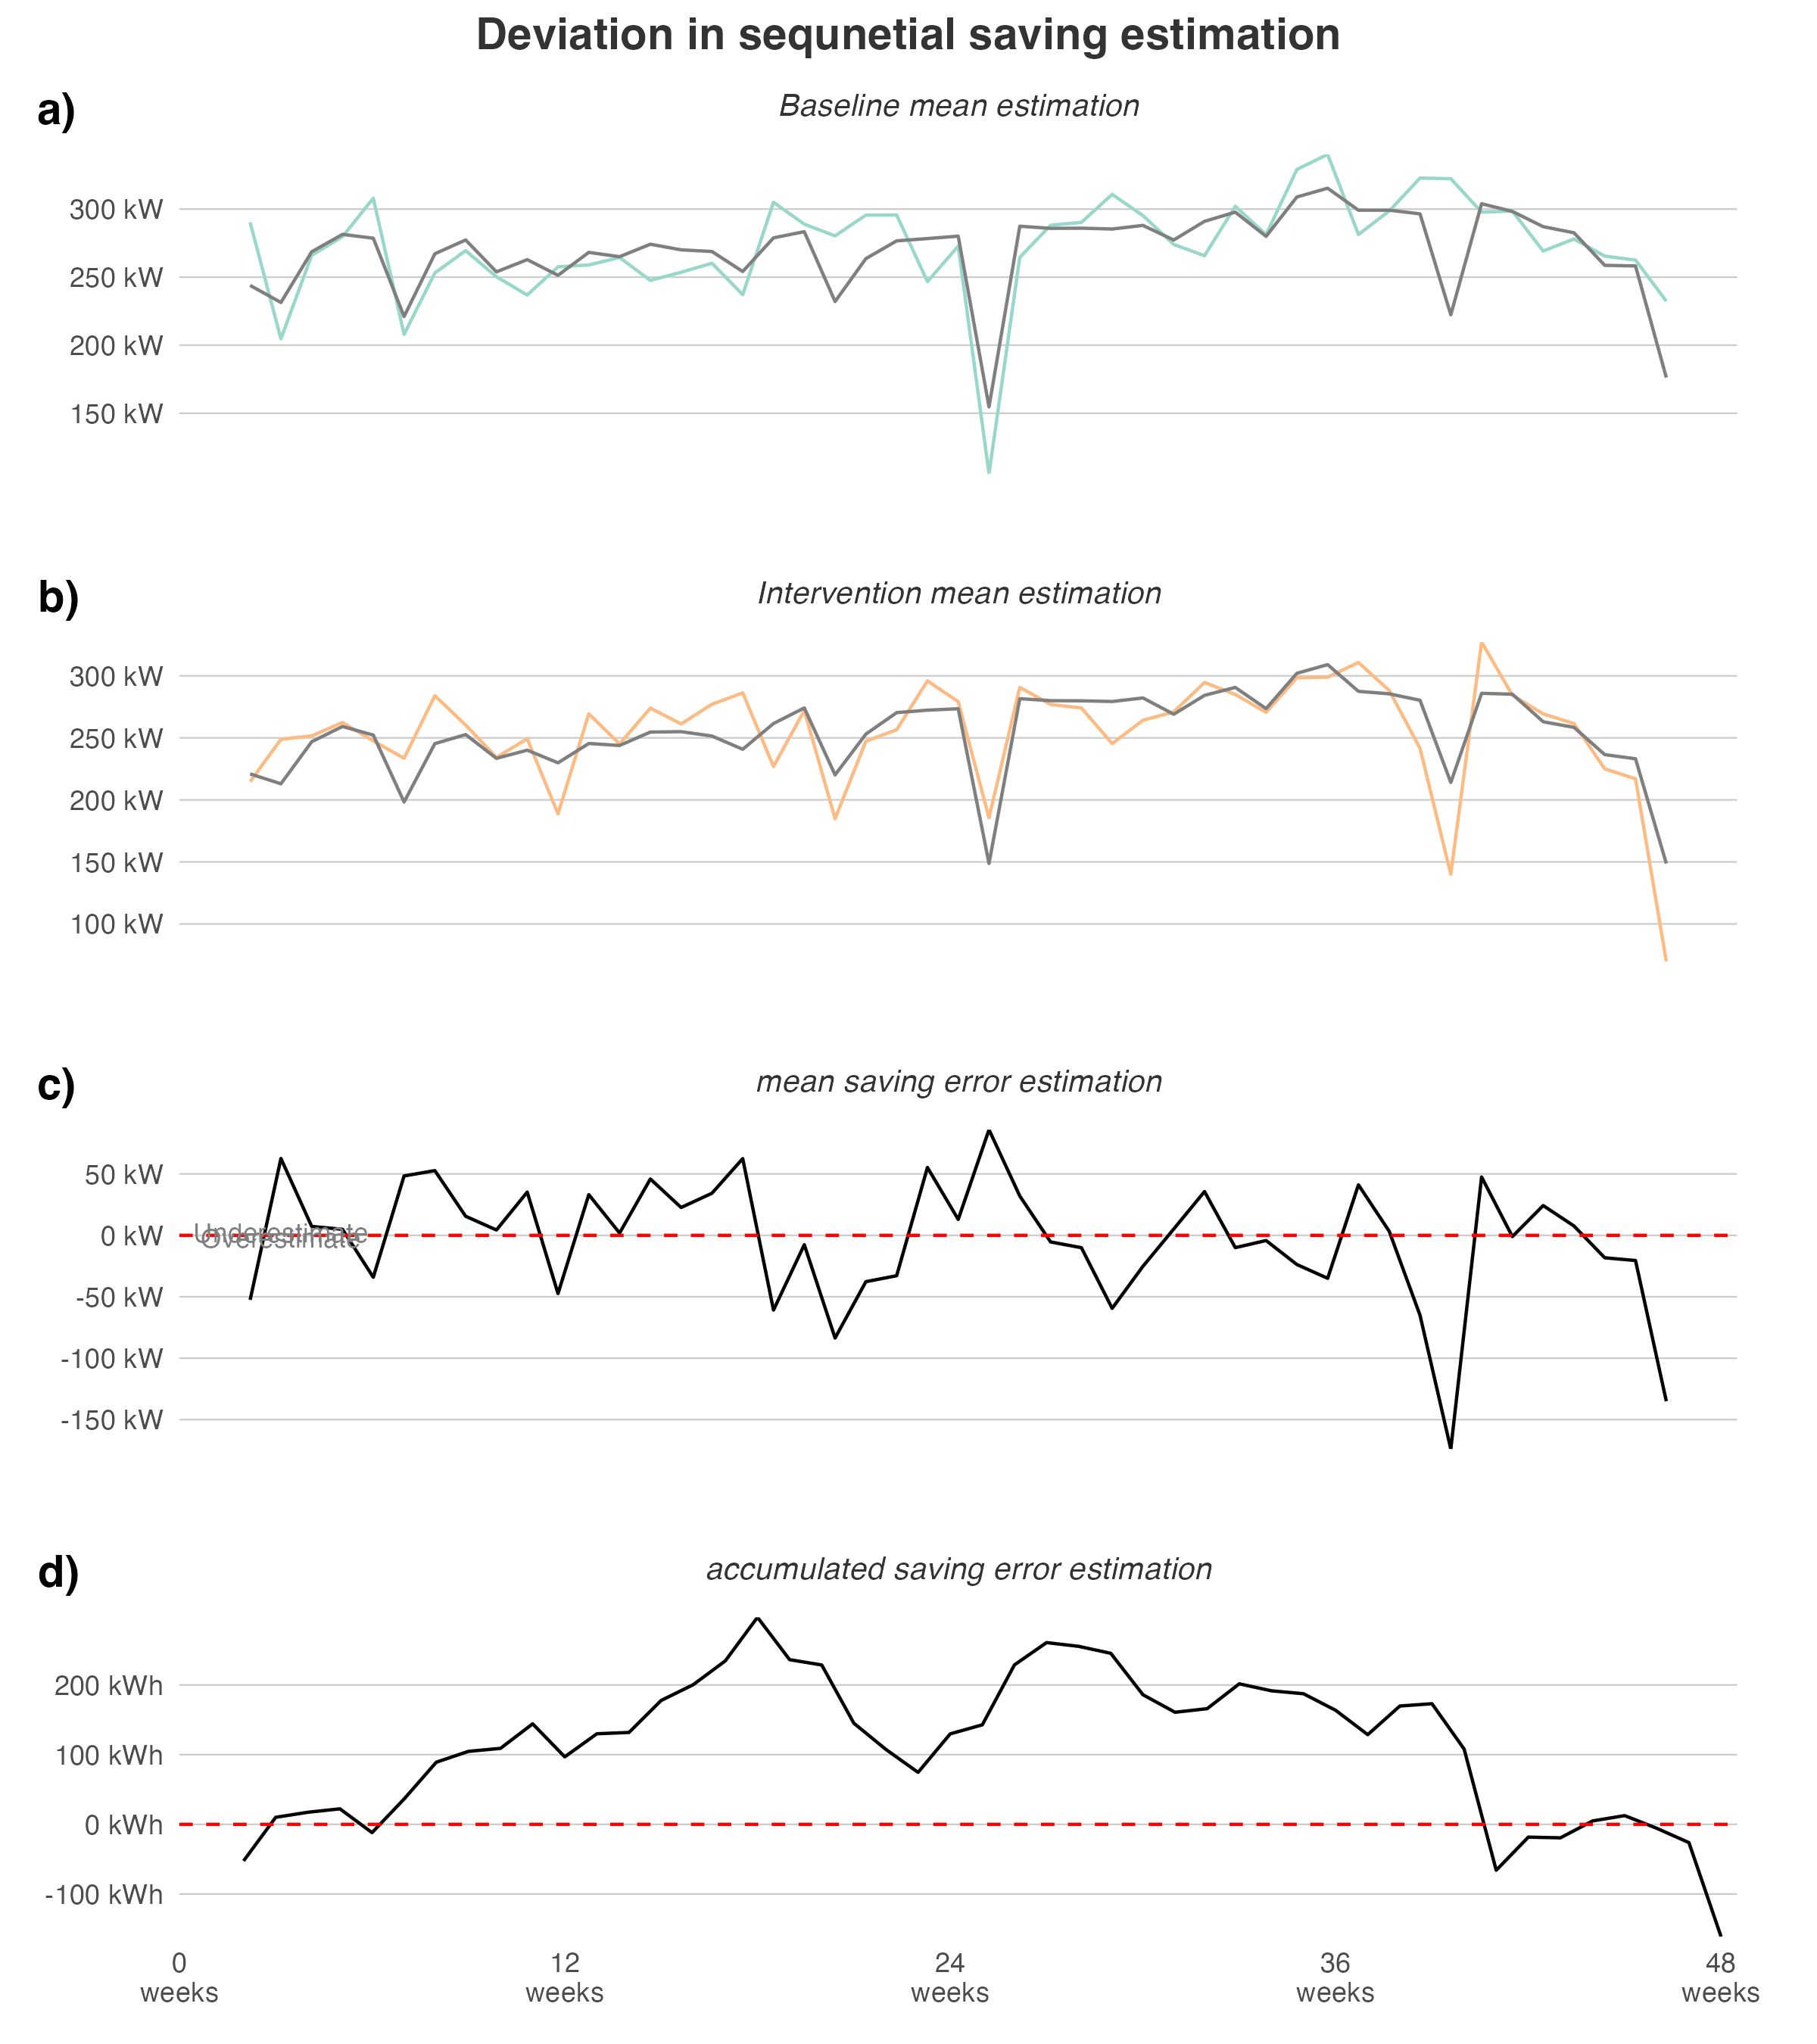 Deviation in sequnetial saving estimation
a)
Baseline mean estimation
300 kW
250 kW
200 kW
150 kW
b)
Intervention mean estimation
300 kW
250 kW
200 kW
150 kW
100 kW
c)
mean saving error estimation
50 kW
0 kW
-50 kW
-100 kW
-150 kW
Underestimate
Overestimate
d)
accumulated saving error estimation
200 kWh
100 kWh
0 kWh
-100 kWh
0 12 24 36 48
weeks weeks weeks weeks weeks